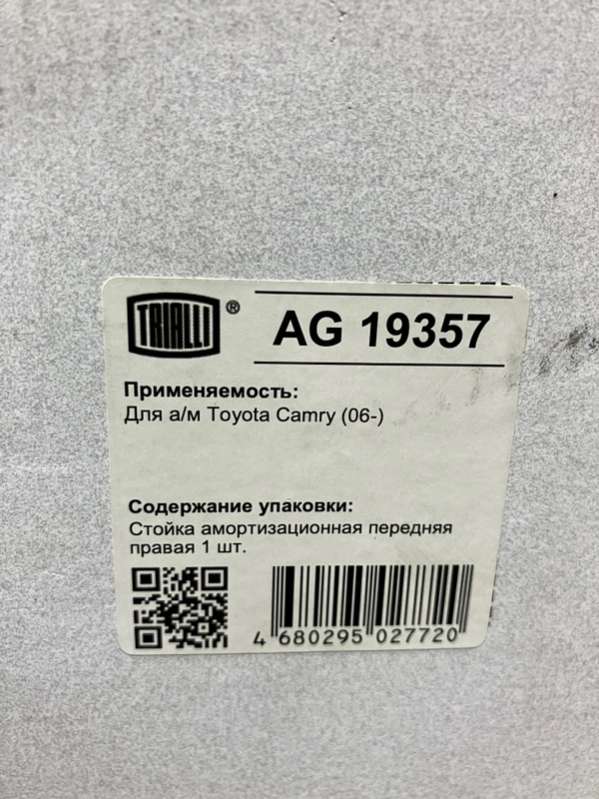 TRIALLI ®
AG 19357
Применяемость:
Для а/м Toyota Camry (06-)
Содержание упаковки:
Стойка амортизационная передняя
правая 1 шт.
4 680295 027720